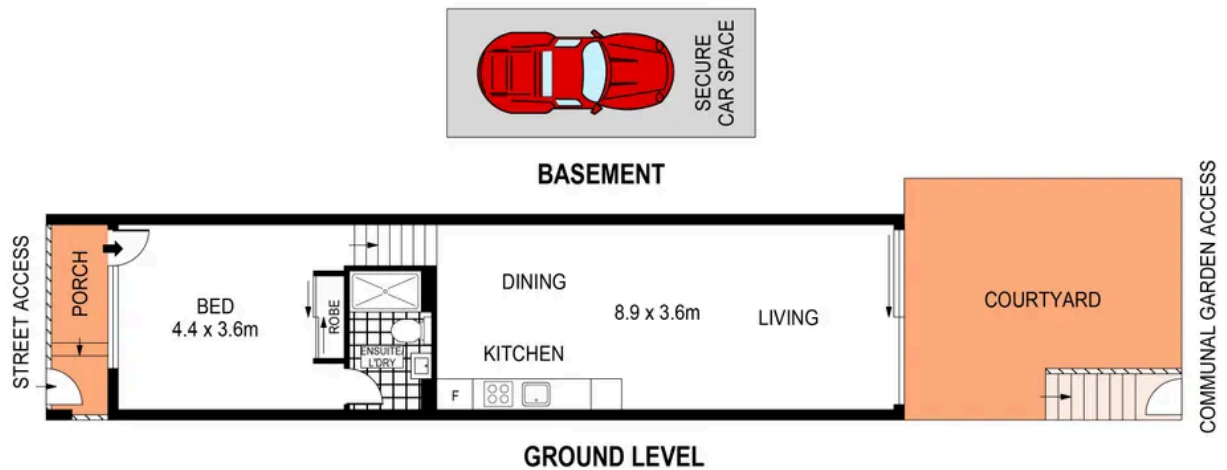 SECURE
CAR SPACE
BASEMENT
STREET ACCESS
PORCH
BED
4.4 x 3.6m
ROBE
ENSUITE/
L'DRY
DINING
8.9 x 3.6m
LIVING
KITCHEN
F
COURTYARD
COMMUNAL GARDEN ACCESS
GROUND LEVEL